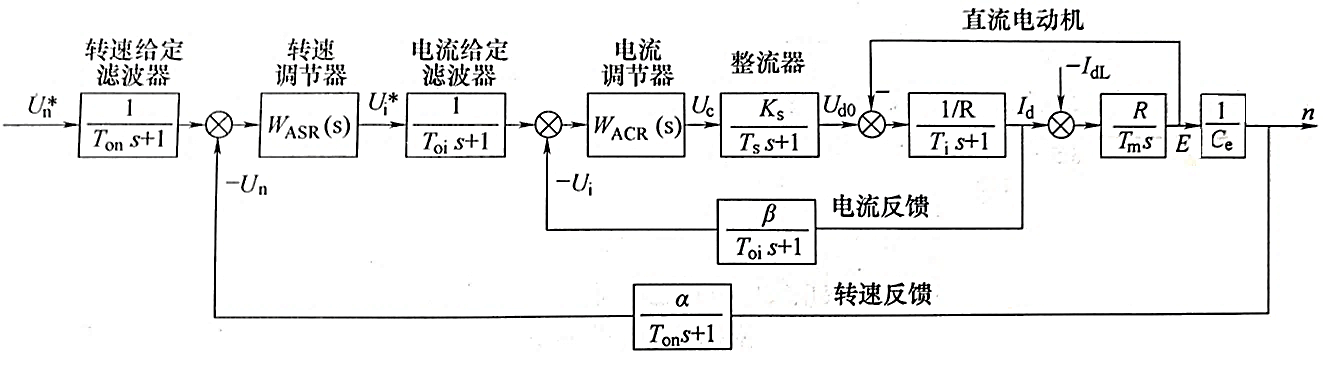 直流电动机
转速给定
滤波器
转速
调节器
电流给定
滤波器
电流
调节器
整流器
U_n*
1
T_on s+1
W_ASR (s)
U_i*
1
T_oi s+1
W_ACR (s)
U_c
K_s
T_s s+1
U_d0
−
1/R
T_i s+1
I_d
−I_dL
R
T_m s
E
1
C_e
n
−U_n
−U_i
β
T_oi s+1
电流反馈
α
T_on s+1
转速反馈